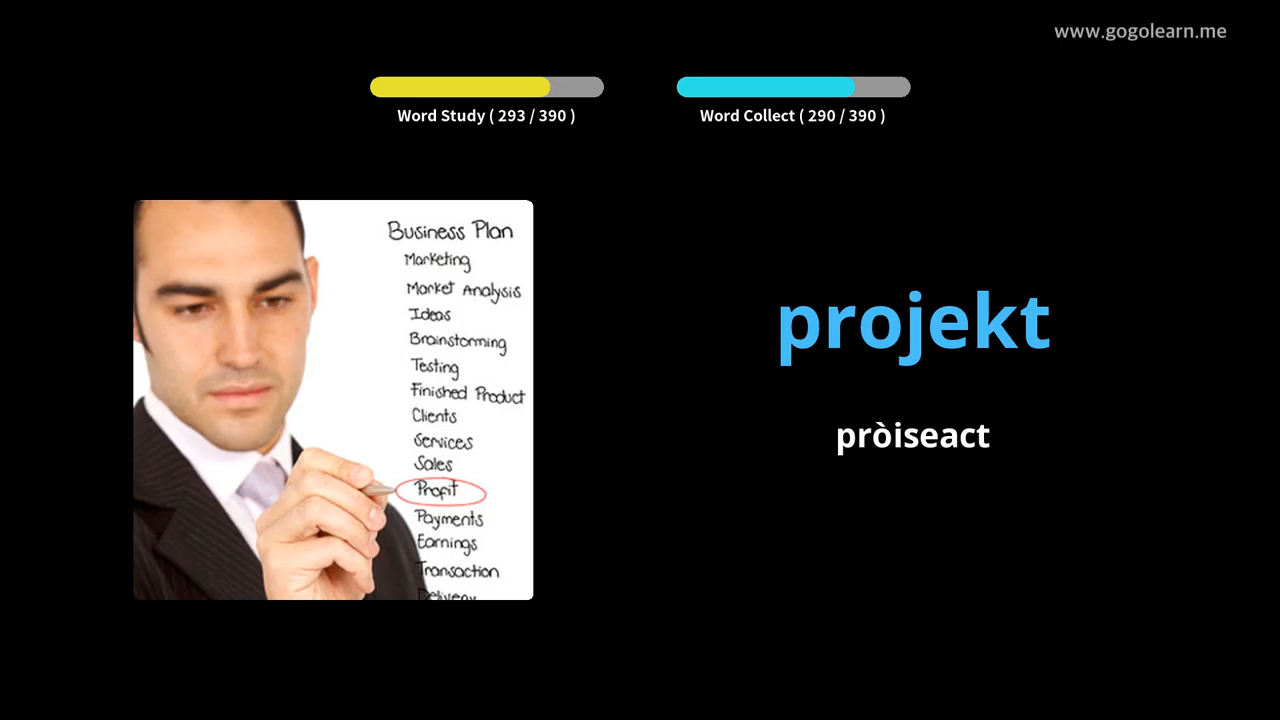 www.gogolearn.me
Word Study ( 293 / 390 )
Word Collect ( 290 / 390 )
Business Plan
Marketing
Market Analysis
Ideas
Brainstorming
Testing
Finished Product
Clients
Services
Sales
Profit
Payments
Earnings
Transaction
Delivery
projekt
pròiseact